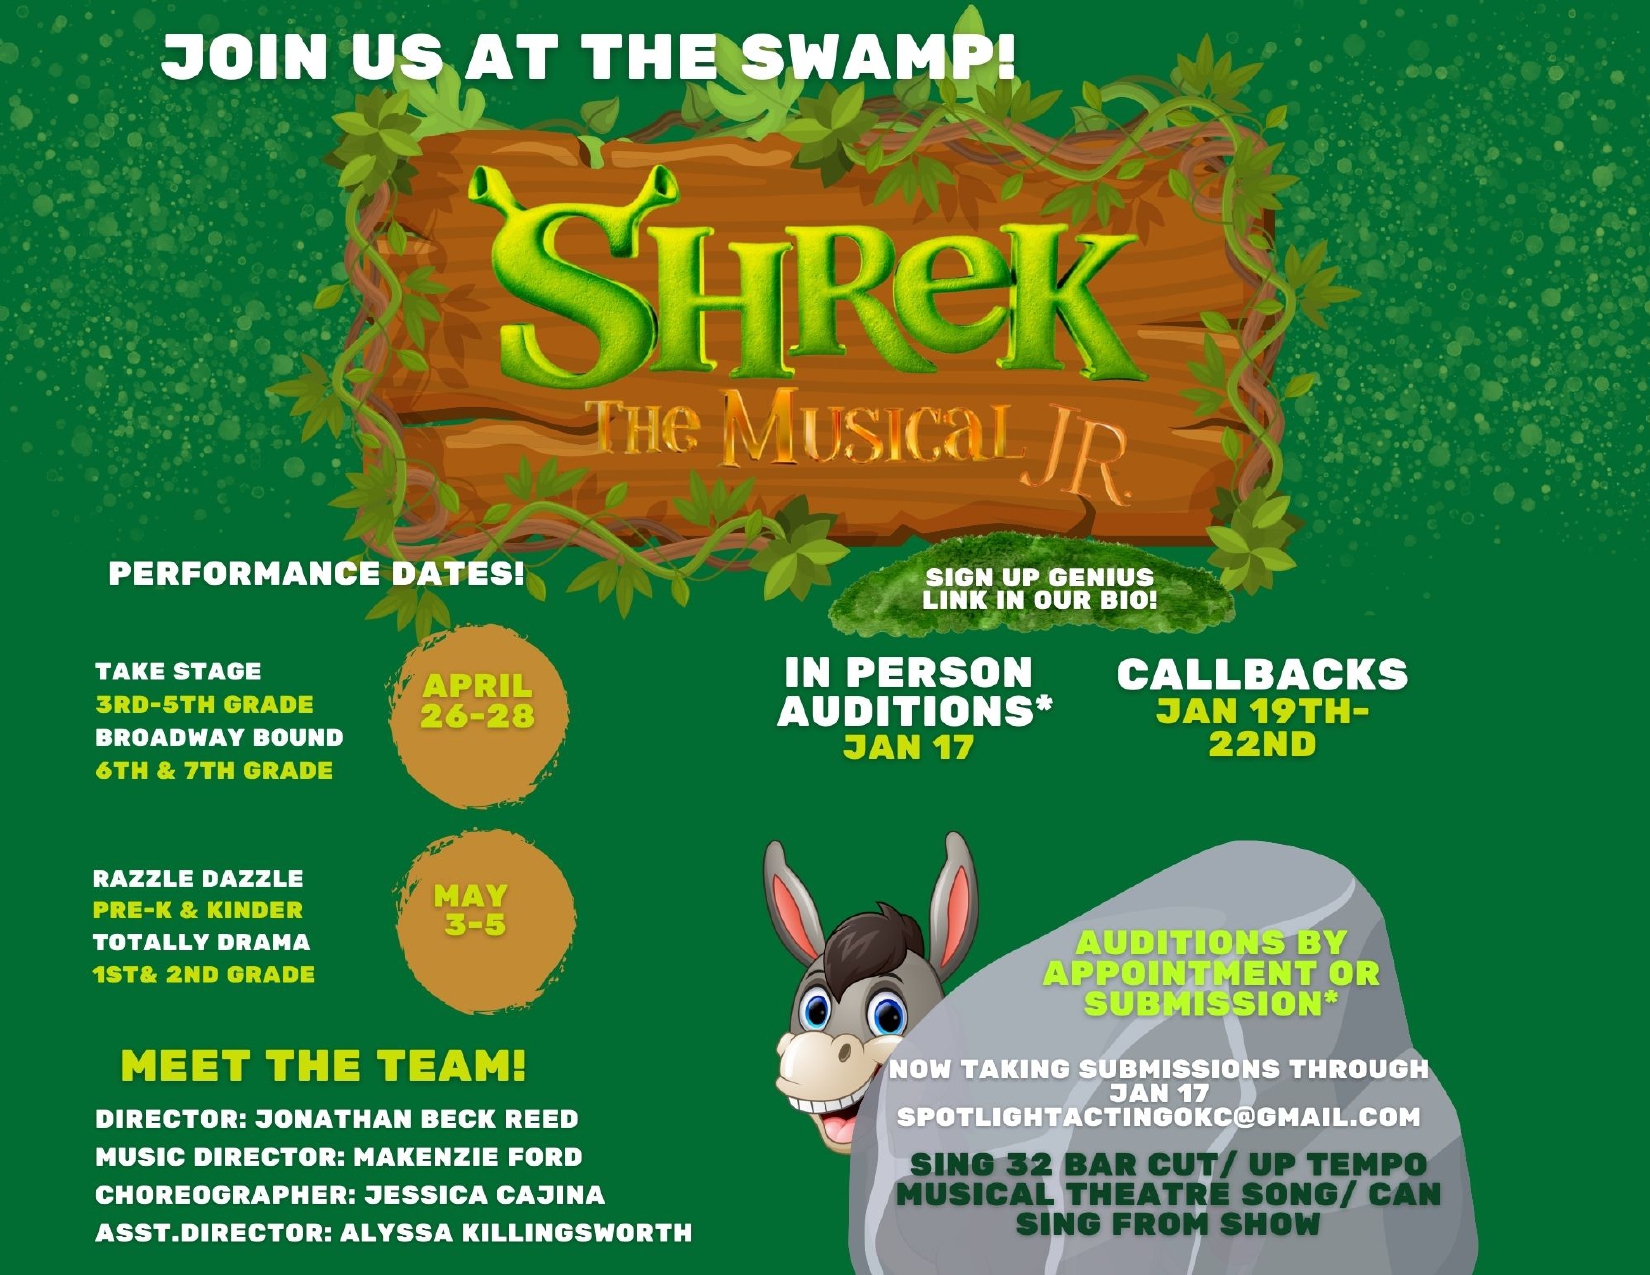 JOIN US AT THE SWAMP!
SHREK
THE MUSICAL JR.
PERFORMANCE DATES!
TAKE STAGE
3RD-5TH GRADE
BROADWAY BOUND
6TH & 7TH GRADE
APRIL
26-28
RAZZLE DAZZLE
PRE-K & KINDER
TOTALLY DRAMA
1ST& 2ND GRADE
MAY
3-5
MEET THE TEAM!
DIRECTOR: JONATHAN BECK REED
MUSIC DIRECTOR: MAKENZIE FORD
CHOREOGRAPHER: JESSICA CAJINA
ASST.DIRECTOR: ALYSSA KILLINGSWORTH
SIGN UP GENIUS
LINK IN OUR BIO!
IN PERSON
AUDITIONS*
JAN 17
CALLBACKS
JAN 19TH-
22ND
AUDITIONS BY
APPOINTMENT OR
SUBMISSION*
NOW TAKING SUBMISSIONS THROUGH
JAN 17
SPOTLIGHTACTINGOKC@GMAIL.COM
SING 32 BAR CUT/ UP TEMPO
MUSICAL THEATRE SONG/ CAN
SING FROM SHOW